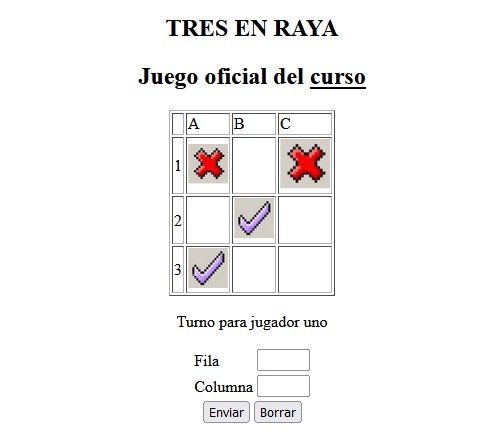 TRES EN RAYA
Juego oficial del curso
A B C
1
2
3
Turno para jugador uno
Fila
Columna
Enviar Borrar